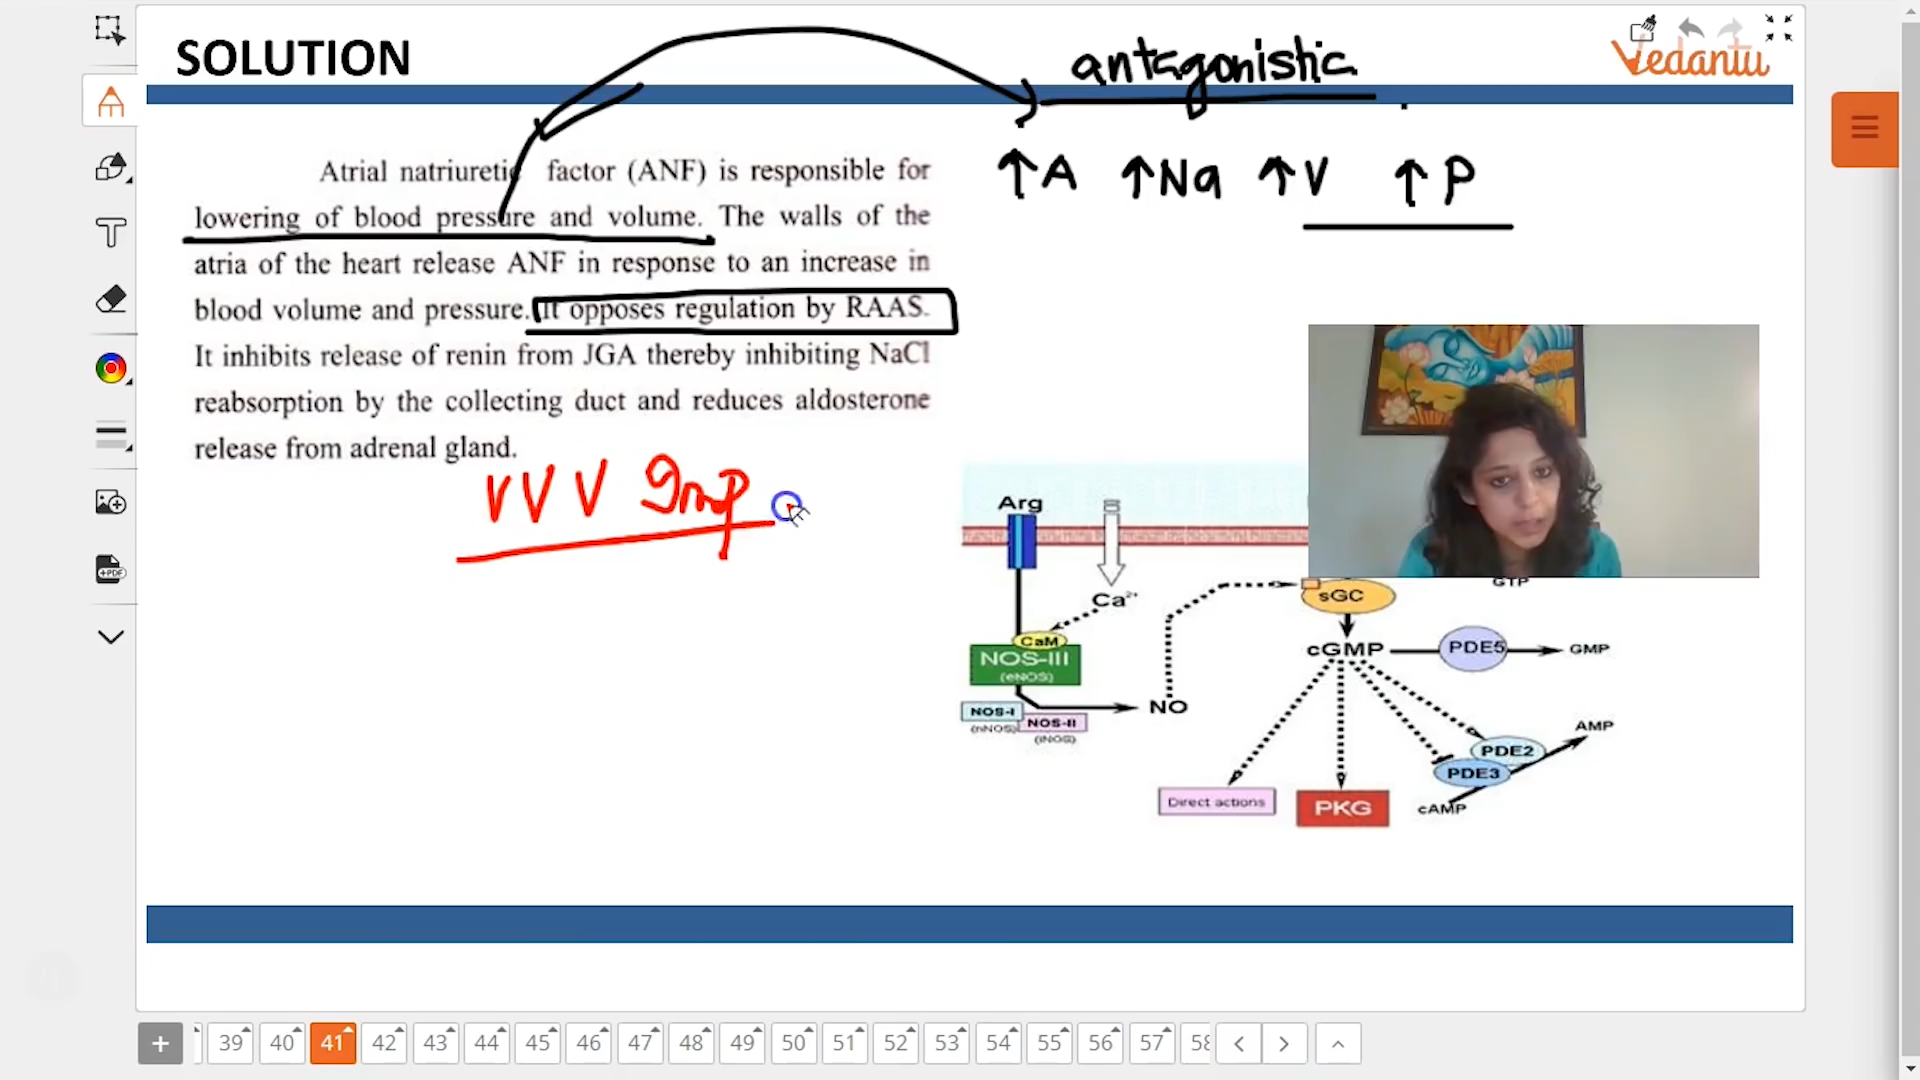 SOLUTION
antagonistic
Vedantu
↑A ↑Na ↑V ↑P
Atrial natriuretic factor (ANF) is responsible for
lowering of blood pressure and volume. The walls of the
atria of the heart release ANF in response to an increase in
blood volume and pressure. It opposes regulation by RAAS.
It inhibits release of renin from JGA thereby inhibiting NaCl
reabsorption by the collecting duct and reduces aldosterone
release from adrenal gland.
VVV Imp
Arg
Ca²⁺
GTP
sGC
CaM
NOS-III
(eNOS)
cGMP
PDE5
GMP
NOS-I
(nNOS)
NOS-II
(iNOS)
NO
AMP
PDE2
PDE3
cAMP
Direct actions
PKG
+PDF
+ 39 40 41 42 43 44 45 46 47 48 49 50 51 52 53 54 55 56 57 58